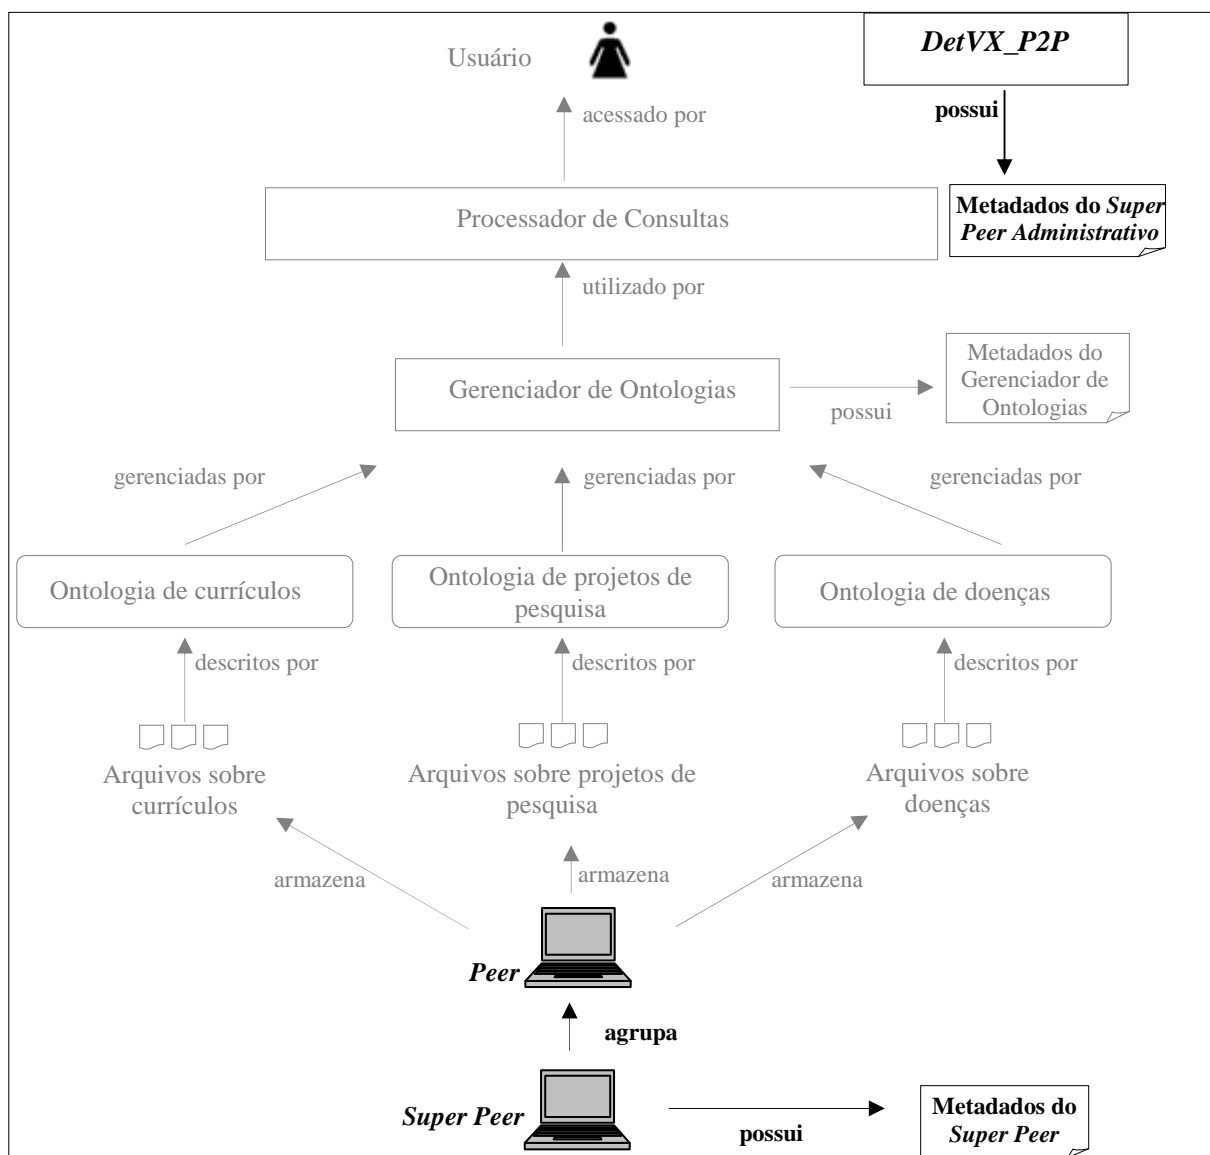 Usuário
DetVX_P2P
possui
acessado por
Processador de Consultas
Metadados do Super
Peer Administrativo
utilizado por
Gerenciador de Ontologias
possui
Metadados do
Gerenciador de
Ontologias
gerenciadas por
gerenciadas por
gerenciadas por
Ontologia de currículos
Ontologia de projetos de
pesquisa
Ontologia de doenças
descritos por
descritos por
descritos por
Arquivos sobre
currículos
Arquivos sobre projetos de
pesquisa
Arquivos sobre
doenças
armazena
armazena
armazena
Peer
agrupa
Super Peer
possui
Metadados do
Super Peer